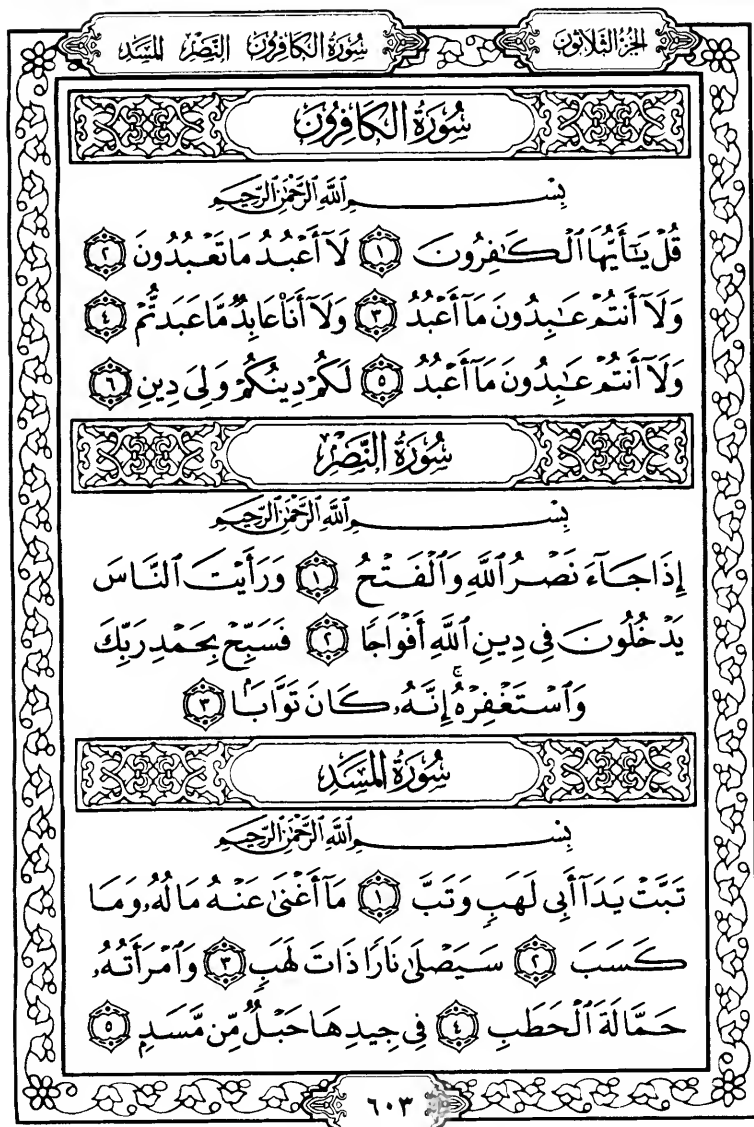 الجزء الثلاثون
سورة الكافرون النصر المسد
سُورَةُ الكَافِرُونَ
بِسْمِ ٱللَّهِ ٱلرَّحْمَٰنِ ٱلرَّحِيمِ
قُلْ يَٰٓأَيُّهَا ٱلْكَٰفِرُونَ ١ لَآ أَعْبُدُ مَا تَعْبُدُونَ ٢
وَلَآ أَنتُمْ عَٰبِدُونَ مَآ أَعْبُدُ ٣ وَلَآ أَنَا۠ عَابِدٌ مَّا عَبَدتُّمْ ٤
وَلَآ أَنتُمْ عَٰبِدُونَ مَآ أَعْبُدُ ٥ لَكُمْ دِينُكُمْ وَلِىَ دِينِ ٦
سُورَةُ النَّصْرِ
بِسْمِ ٱللَّهِ ٱلرَّحْمَٰنِ ٱلرَّحِيمِ
إِذَا جَآءَ نَصْرُ ٱللَّهِ وَٱلْفَتْحُ ١ وَرَأَيْتَ ٱلنَّاسَ
يَدْخُلُونَ فِى دِينِ ٱللَّهِ أَفْوَاجًا ٢ فَسَبِّحْ بِحَمْدِ رَبِّكَ
وَٱسْتَغْفِرْهُ ۚ إِنَّهُۥ كَانَ تَوَّابًۢا ٣
سُورَةُ المَسَدِ
بِسْمِ ٱللَّهِ ٱلرَّحْمَٰنِ ٱلرَّحِيمِ
تَبَّتْ يَدَآ أَبِى لَهَبٍ وَتَبَّ ١ مَآ أَغْنَىٰ عَنْهُ مَالُهُۥ وَمَا
كَسَبَ ٢ سَيَصْلَىٰ نَارًا ذَاتَ لَهَبٍ ٣ وَٱمْرَأَتُهُۥ
حَمَّالَةَ ٱلْحَطَبِ ٤ فِى جِيدِهَا حَبْلٌ مِّن مَّسَدٍۭ ٥
٦٠٣